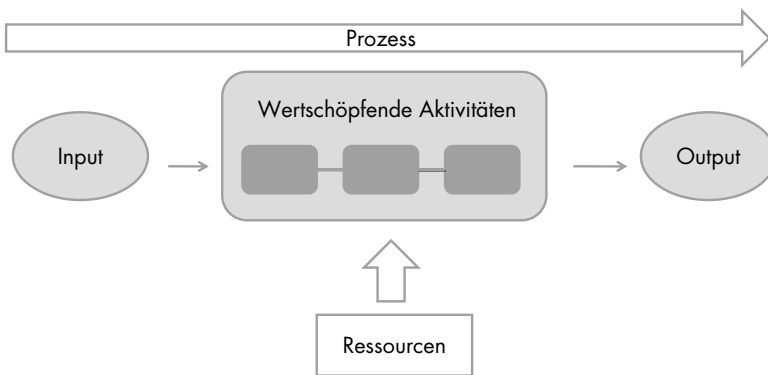 Prozess
Wertschöpfende Aktivitäten
Input
Output
Ressourcen